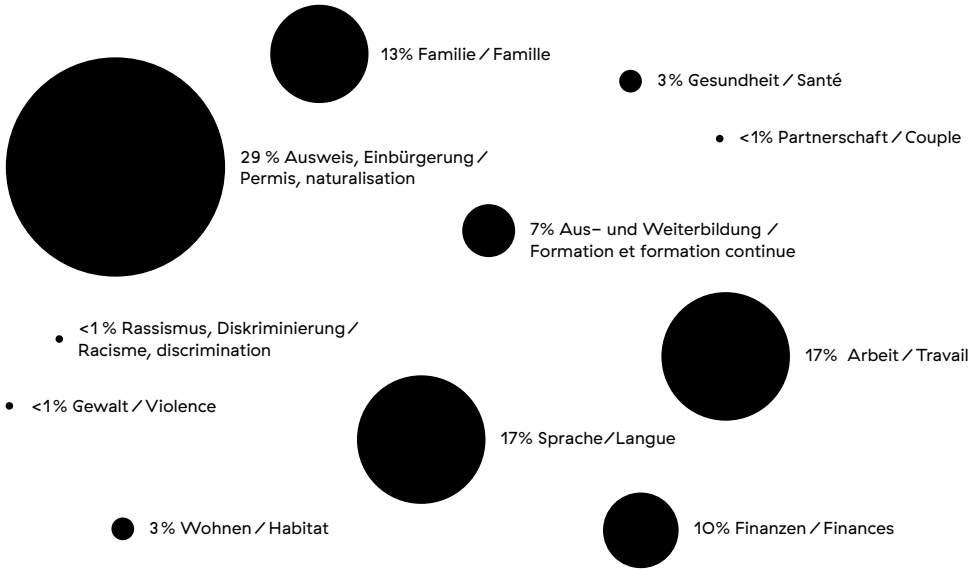 13% Familie / Famille
3% Gesundheit / Santé
<1% Partnerschaft / Couple
29 % Ausweis, Einbürgerung /
Permis, naturalisation
7% Aus- und Weiterbildung /
Formation et formation continue
<1 % Rassismus, Diskriminierung /
Racisme, discrimination
17% Arbeit / Travail
<1% Gewalt / Violence
17% Sprache/Langue
3% Wohnen / Habitat
10% Finanzen / Finances